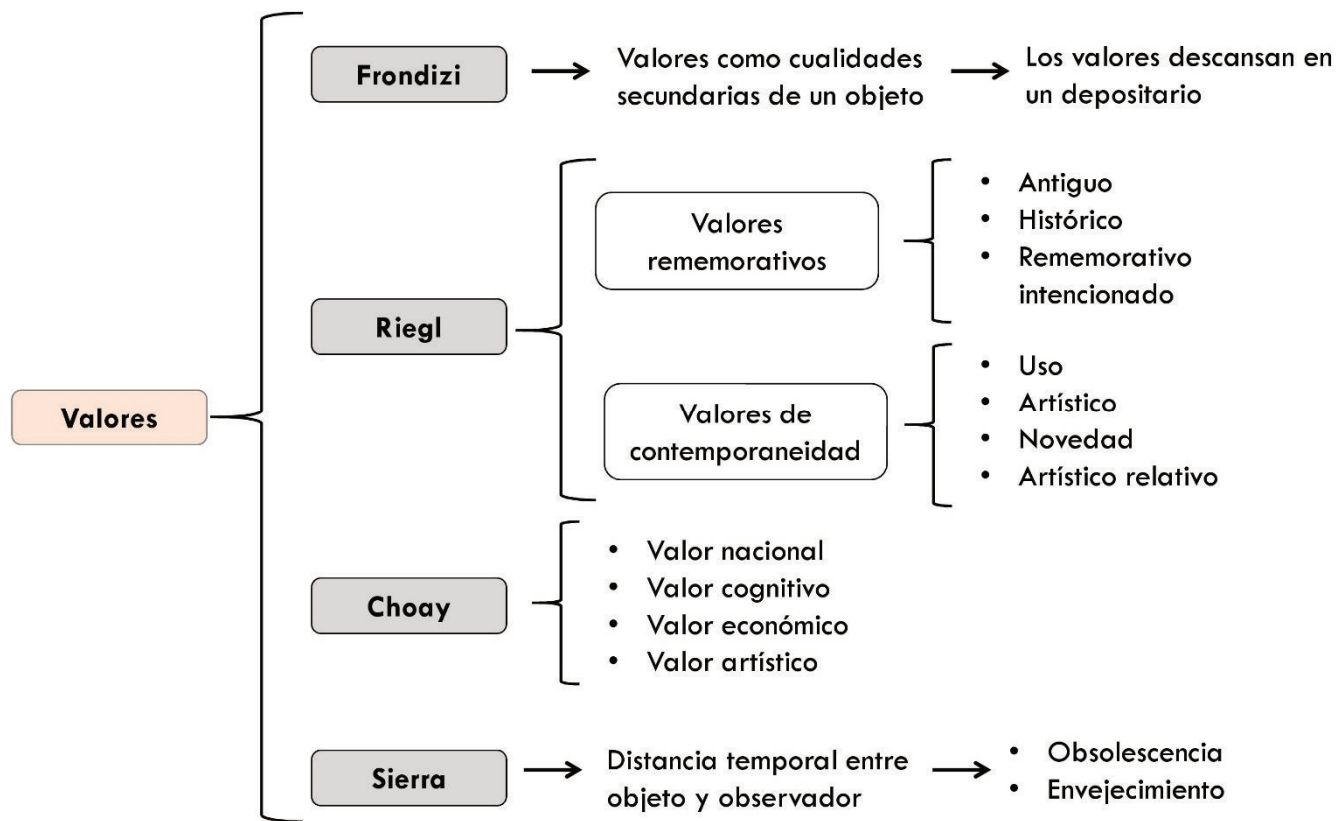 Valores
Frondizi
Valores como cualidades
secundarias de un objeto
Los valores descansan en
un depositario
Riegl
Valores
rememorativos
• Antiguo
• Histórico
• Rememorativo
intencionado
Valores de
contemporaneidad
• Uso
• Artístico
• Novedad
• Artístico relativo
Choay
• Valor nacional
• Valor cognitivo
• Valor económico
• Valor artístico
Sierra
Distancia temporal entre
objeto y observador
• Obsolescencia
• Envejecimiento